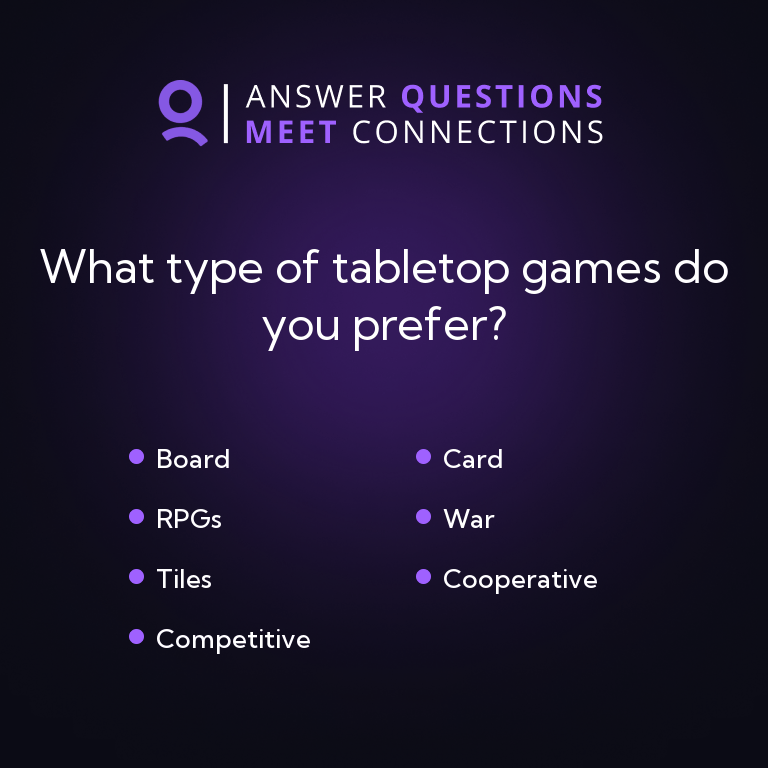 ANSWER QUESTIONS
MEET CONNECTIONS
What type of tabletop games do
you prefer?
Board
Card
RPGs
War
Tiles
Cooperative
Competitive